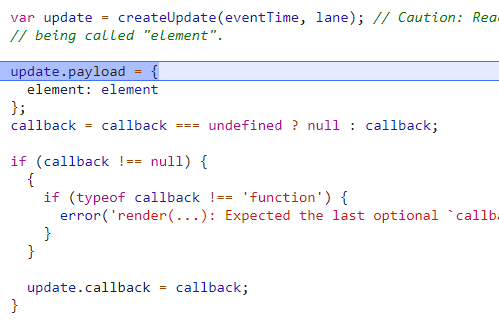 var update = createUpdate(eventTime, lane); // Caution: Rea
// being called "element".
update.payload = {
element: element
};
callback = callback === undefined ? null : callback;
if (callback !== null) {
{
if (typeof callback !== 'function') {
error('render(...): Expected the last optional `callba
}
}
update.callback = callback;
}